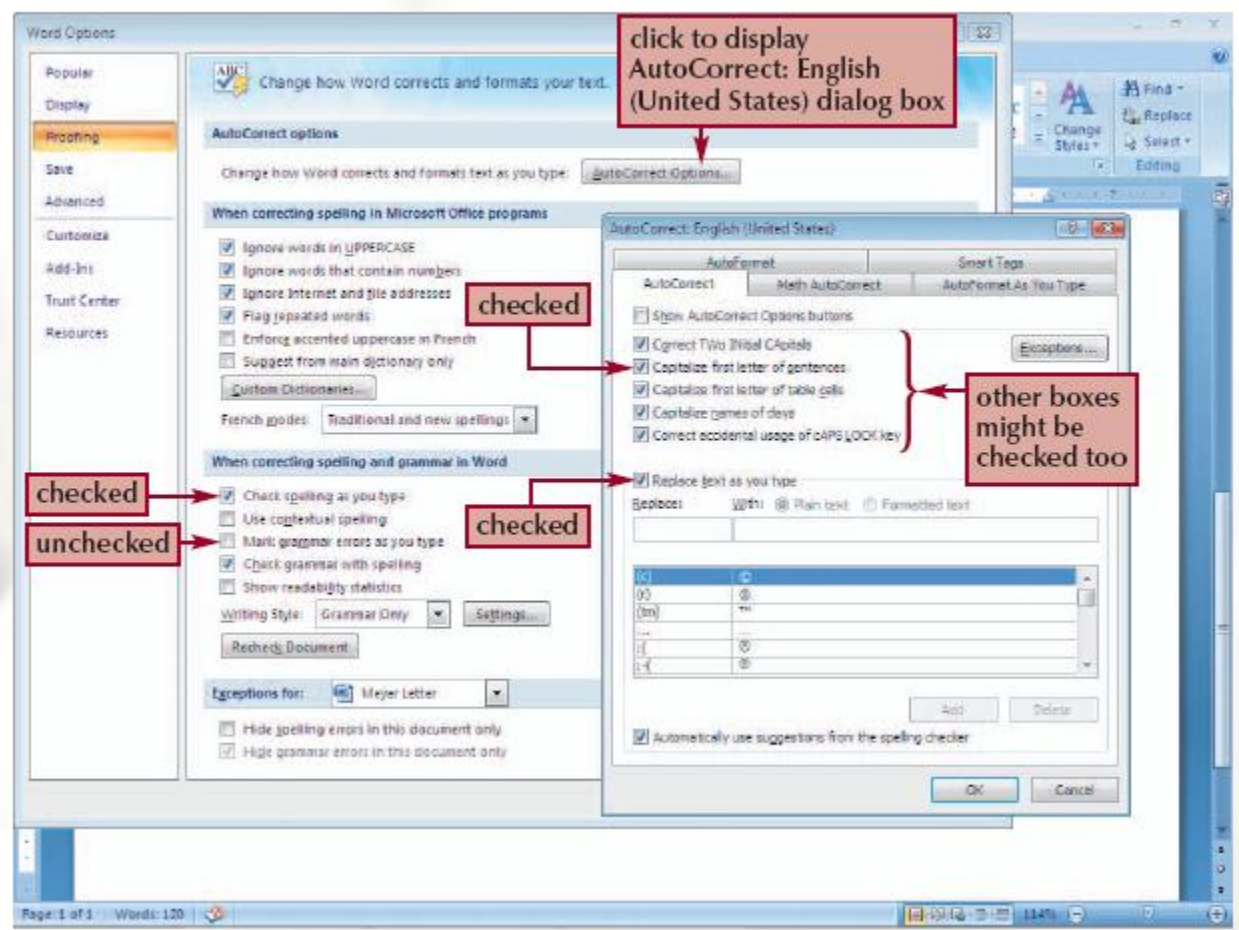 Word Options
click to display
AutoCorrect: English
(United States) dialog box
Popular
Display
Proofing
Save
Advanced
Customize
Add-Ins
Trust Center
Resources
ABC
Change how Word corrects and formats your text.
AutoCorrect options
Change how Word corrects and formats text as you type:
AutoCorrect Options...
When correcting spelling in Microsoft Office programs
Ignore words in UPPERCASE
Ignore words that contain numbers
Ignore Internet and file addresses
Flag repeated words
Enforce accented uppercase in French
Suggest from main dictionary only
Custom Dictionaries...
French modes: Traditional and new spellings
When correcting spelling and grammar in Word
checked
Check spelling as you type
Use contextual spelling
unchecked
Mark grammar errors as you type
Check grammar with spelling
Show readability statistics
Writing Style: Grammar Only Settings...
Recheck Document
Exceptions for: Meyer Letter
Hide spelling errors in this document only
Hide grammar errors in this document only
Find
Replace
Select
Change
Styles
Editing
7
AutoCorrect: English (United States)
AutoFormat Smart Tags
AutoCorrect Math AutoCorrect AutoFormat As You Type
Show AutoCorrect Options buttons
Correct TWo INitial CApitals
Exceptions...
checked
Capitalize first letter of sentences
Capitalize first letter of table cells
Capitalize names of days
Correct accidental usage of cAPS LOCK key
other boxes
might be
checked too
checked
Replace text as you type
Replace: With: Plain text Formatted text
(c) ©
(r) ®
(tm) ™
... ...
:(
:-(
Add Delete
Automatically use suggestions from the spelling checker
OK Cancel
Page: 1 of 1 Words: 120
114%